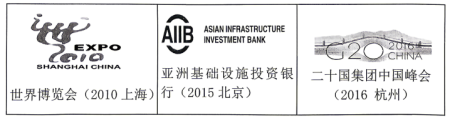 EXPO
2010
SHANGHAI CHINA
世界博览会（2010 上海）
AIIB
ASIAN INFRASTRUCTURE
INVESTMENT BANK
亚洲基础设施投资银
行（2015 北京）
G20
2016
CHINA
二十国集团中国峰会
（2016 杭州）